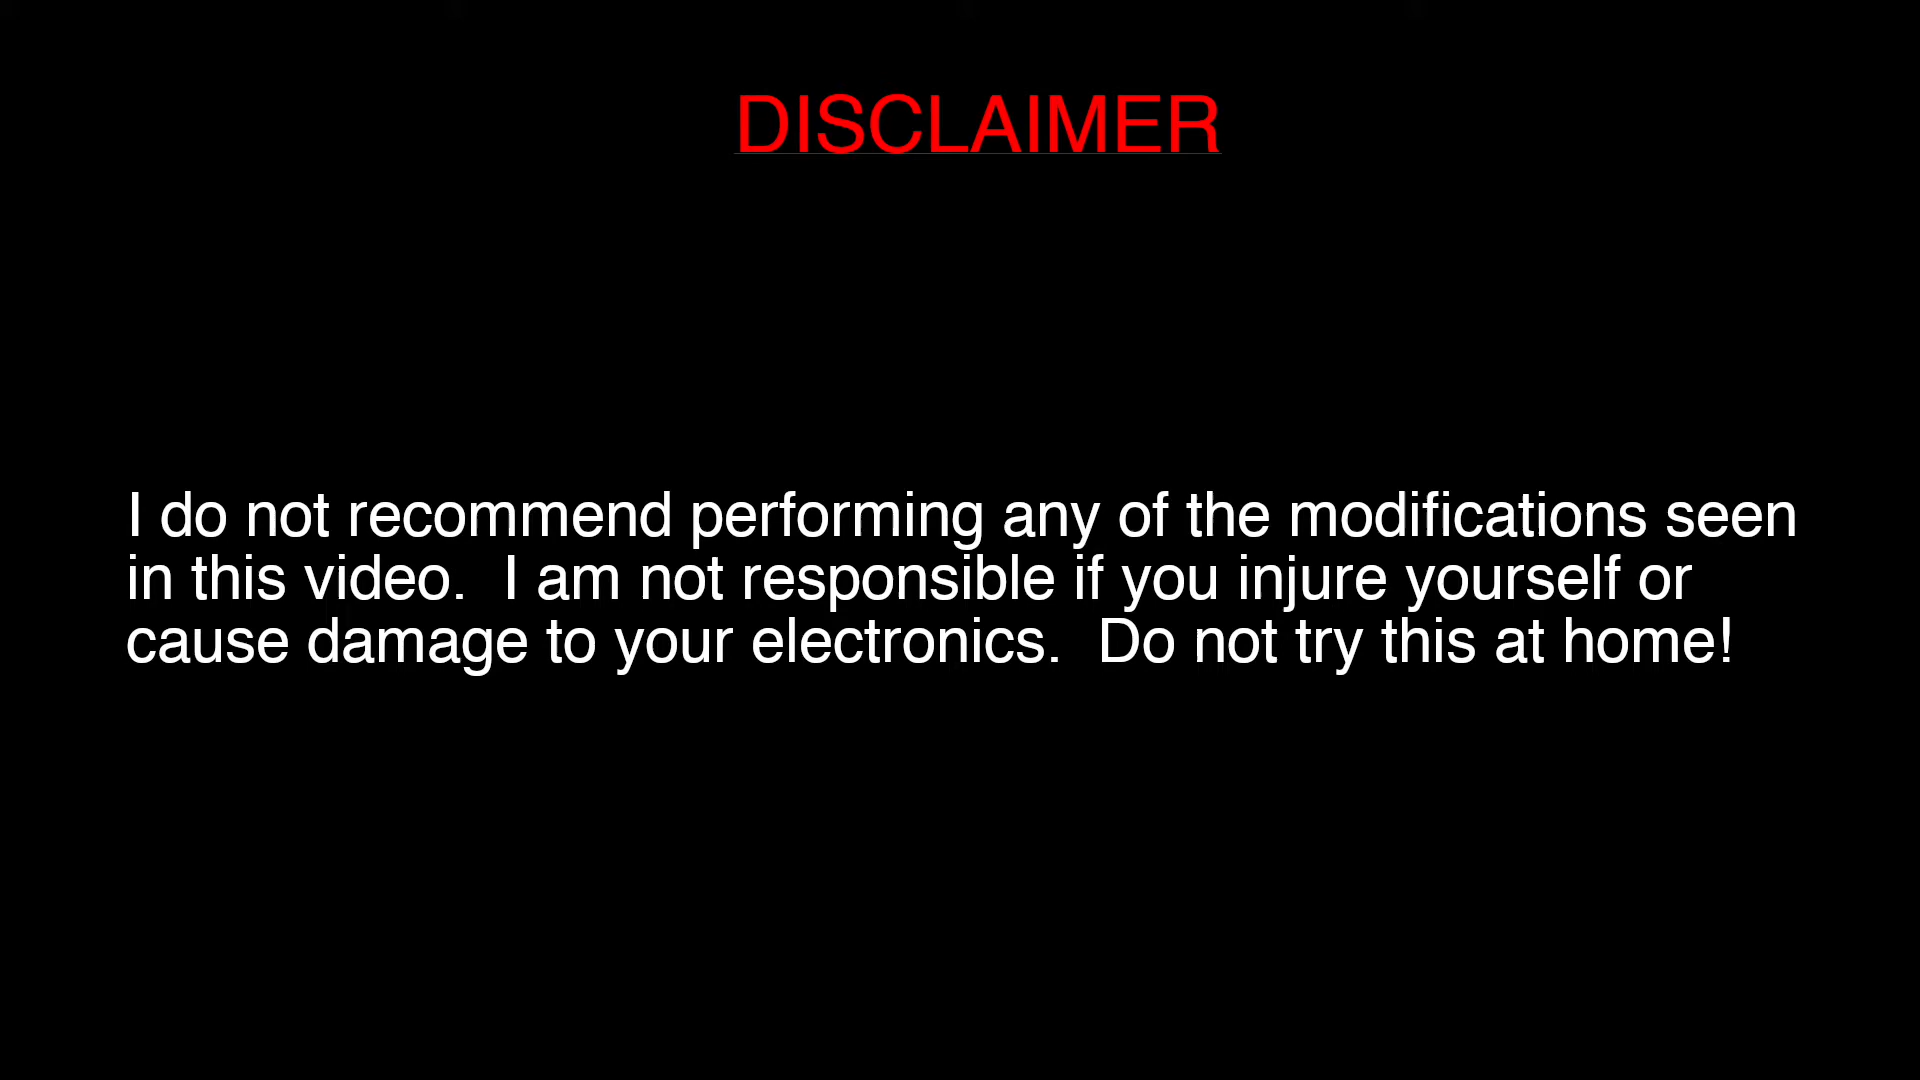 DISCLAIMER
I do not recommend performing any of the modifications seen
in this video.  I am not responsible if you injure yourself or
cause damage to your electronics.  Do not try this at home!